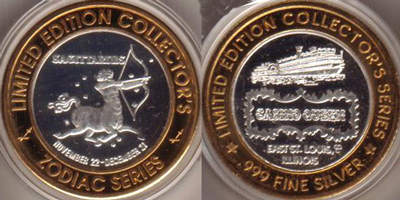 LIMITED EDITION COLLECTOR'S
SAGITTARIUS
NOVEMBER 22-DECEMBER 21
ZODIAC SERIES
LIMITED EDITION COLLECTOR'S SERIES
CASINO QUEEN
EAST ST. LOUIS,
ILLINOIS
.999 FINE SILVER